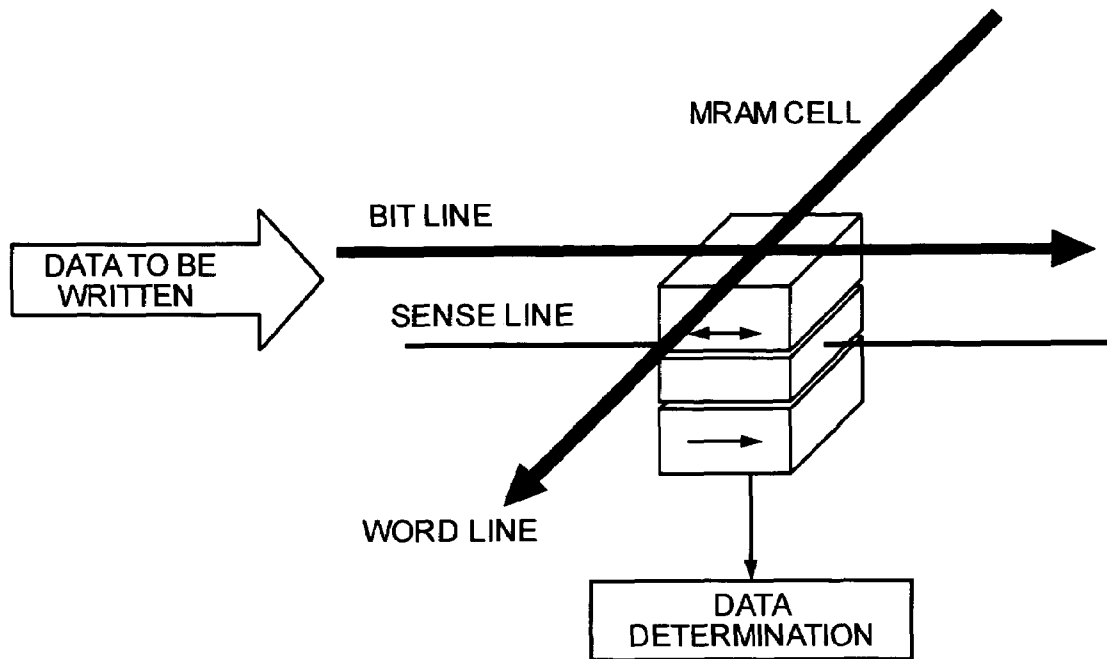 MRAM CELL
BIT LINE
DATA TO BE
WRITTEN
SENSE LINE
WORD LINE
DATA
DETERMINATION